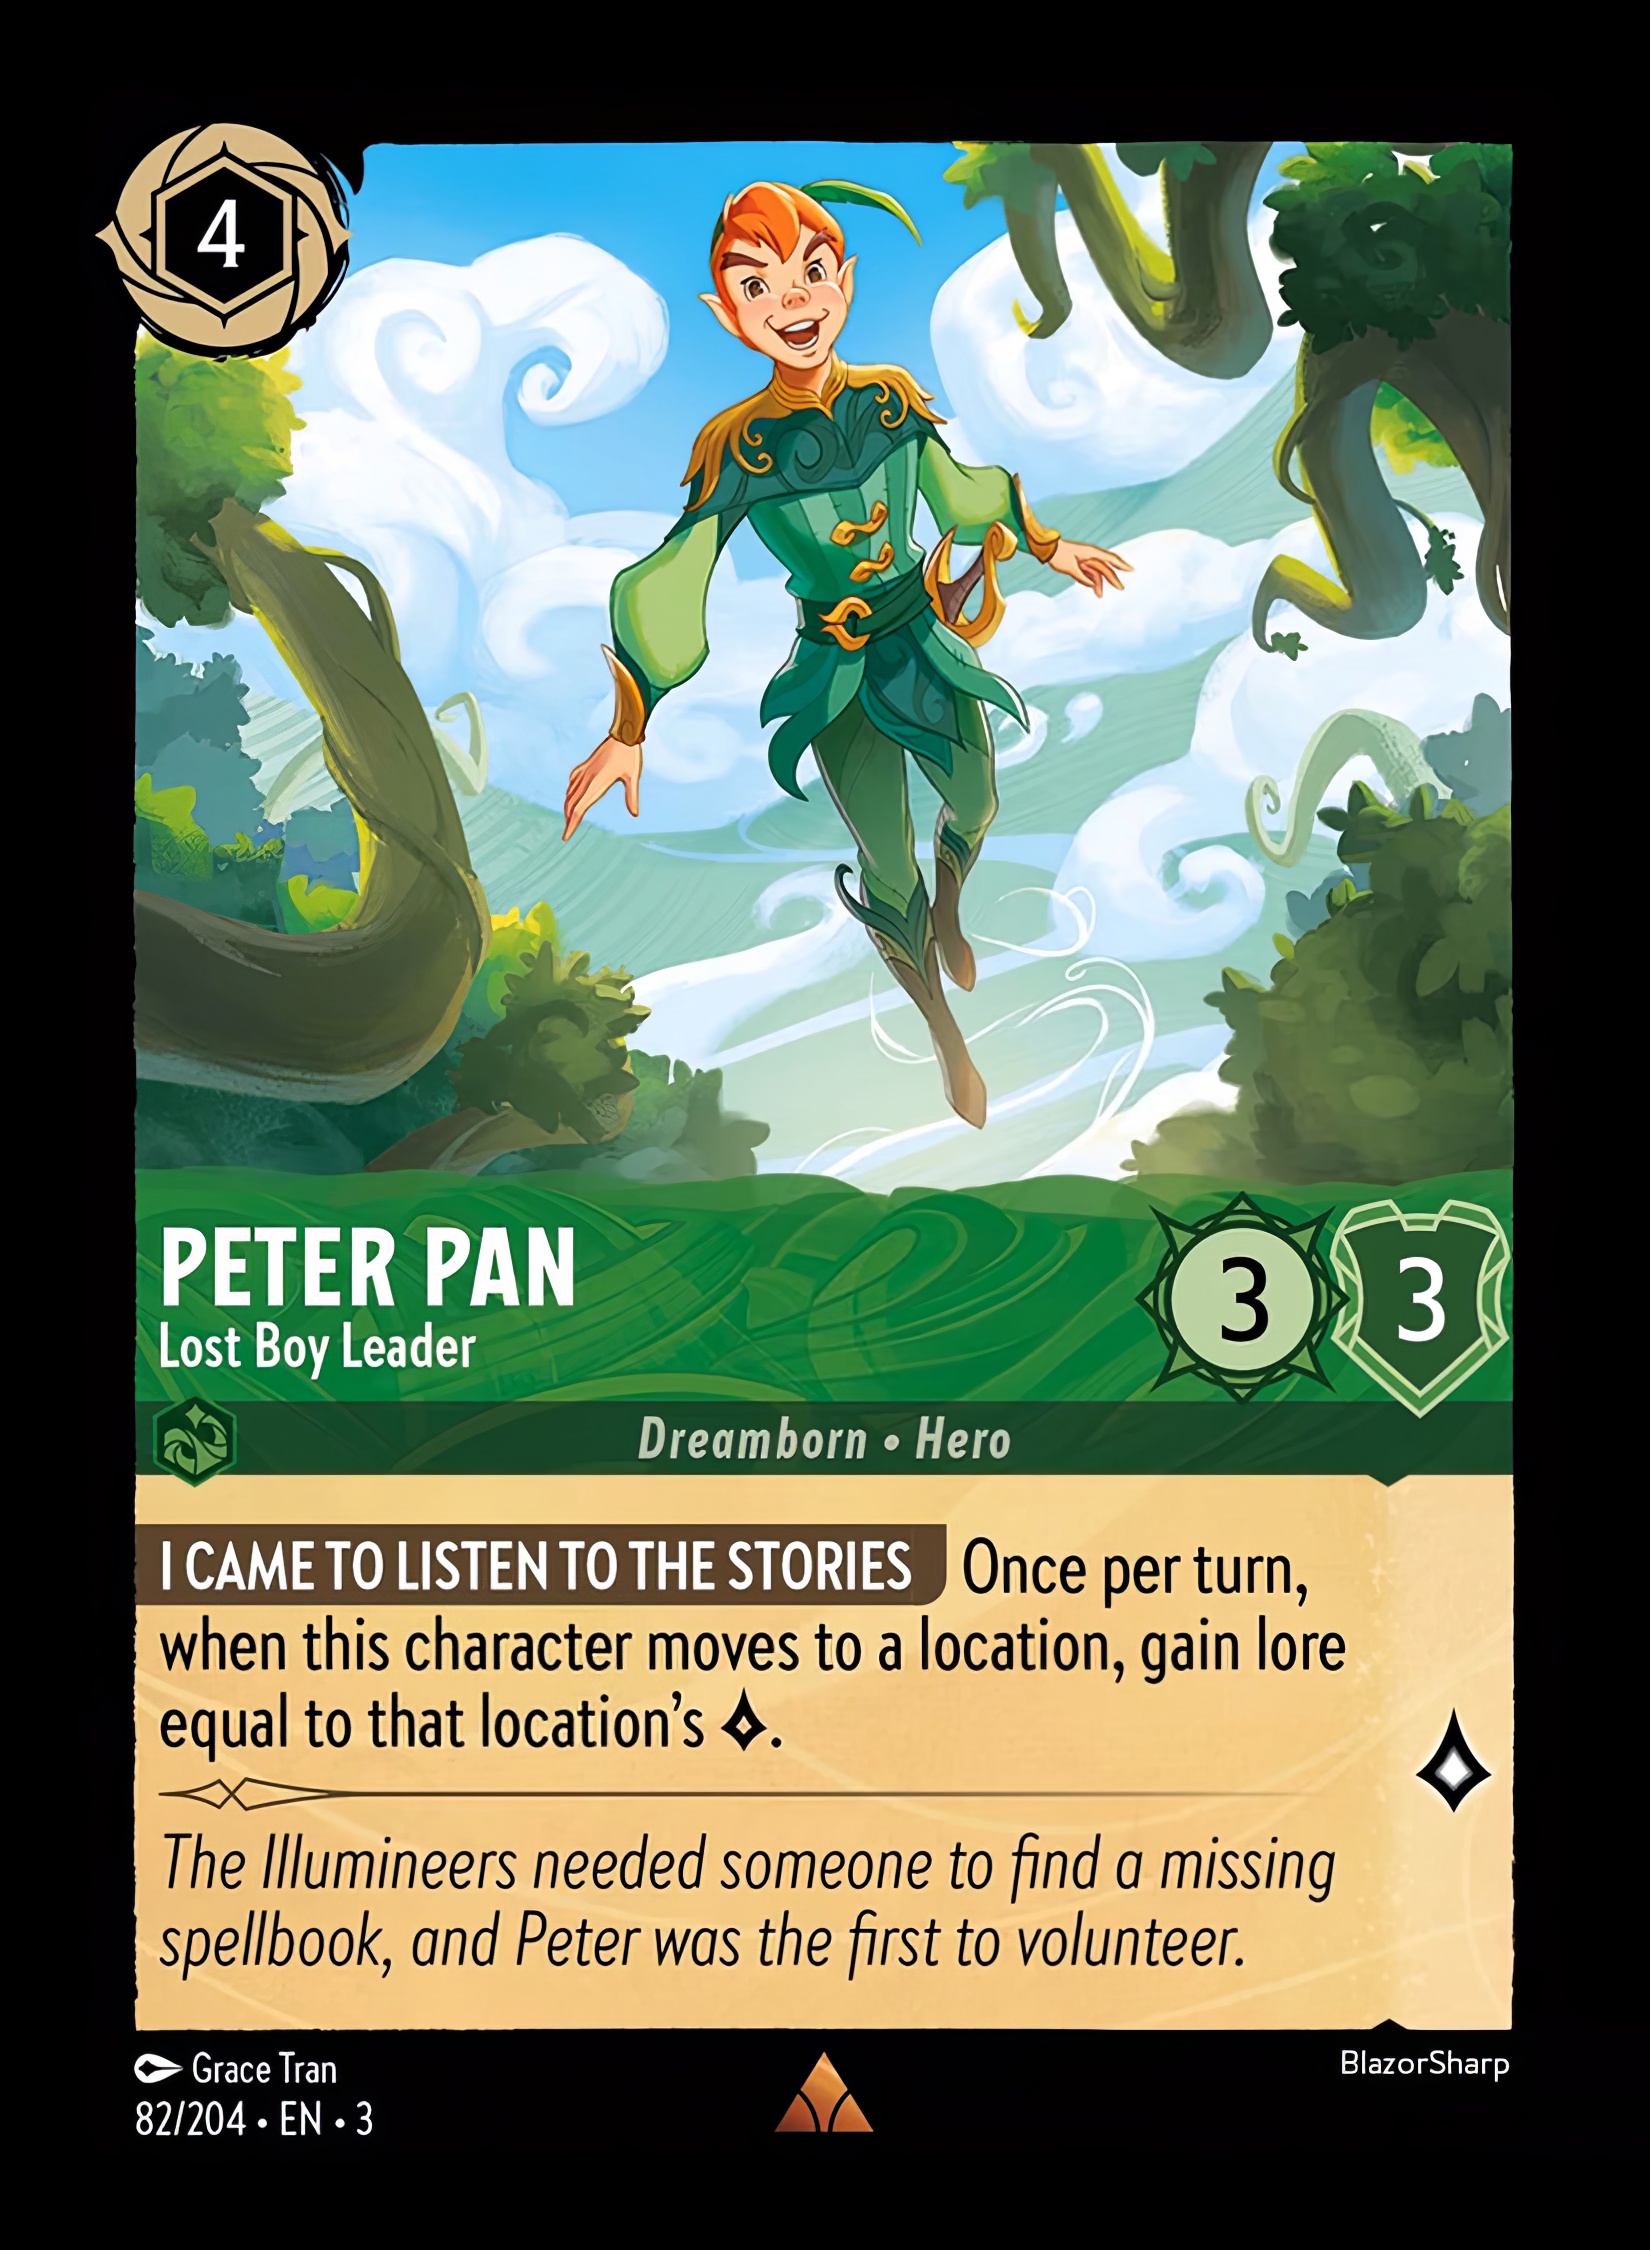 4
PETER PAN
Lost Boy Leader
3 3
Dreamborn • Hero
I CAME TO LISTEN TO THE STORIES Once per turn,
when this character moves to a location, gain lore
equal to that location's ◊.
The Illumineers needed someone to find a missing
spellbook, and Peter was the first to volunteer.
Grace Tran
BlazorSharp
82/204 • EN • 3